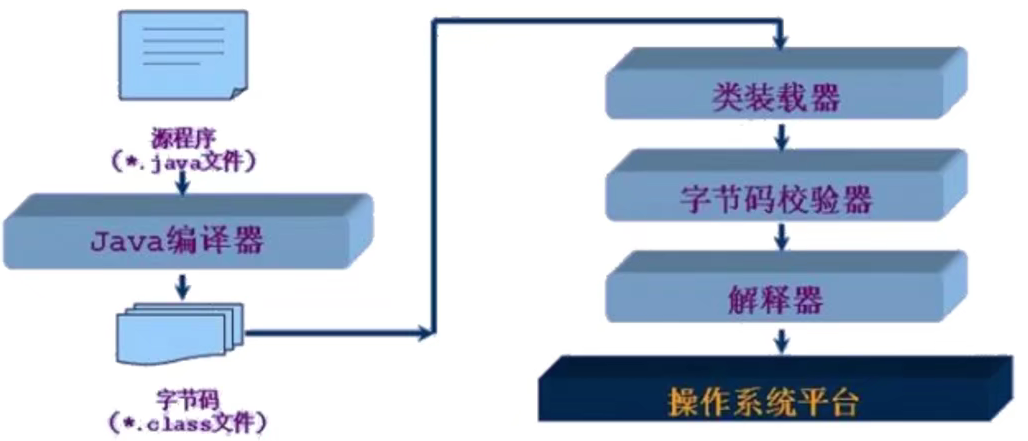 源程序
(*.java文件)
Java编译器
字节码
(*.class文件)
类装载器
字节码校验器
解释器
操作系统平台